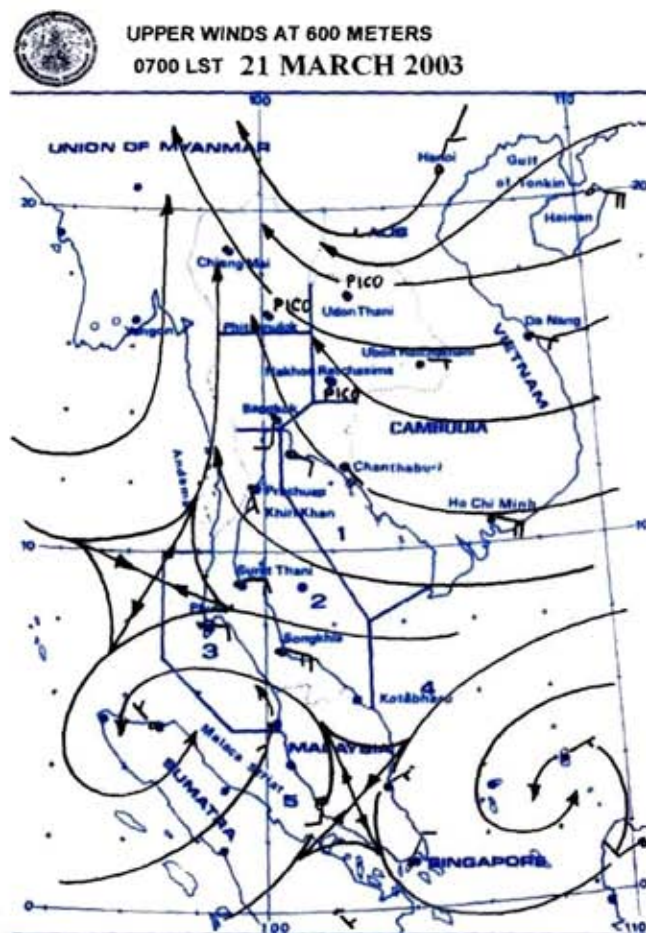 UPPER WINDS AT 600 METERS
0700 LST 21 MARCH 2003
100
110
UNION OF MYANMAR
Hanoi
Gulf
of Tonkin
20
20
Hainan
LAOS
Chiang Mai
PICO
PICO
Udon Thani
Yangon
Phitsanulok
Da Nang
VIETNAM
Ubon Ratchathani
Nakhon Ratchasima
PICO
Bangkok
CAMBODIA
Chanthaburi
Prachuap
Khiri Khan
Ho Chi Minh
1
10
10
Surat Thani
2
3
Songkhla
4
Kotabharu
MALAYSIA
SUMATRA
5
SINGAPORE
0
0
100
110